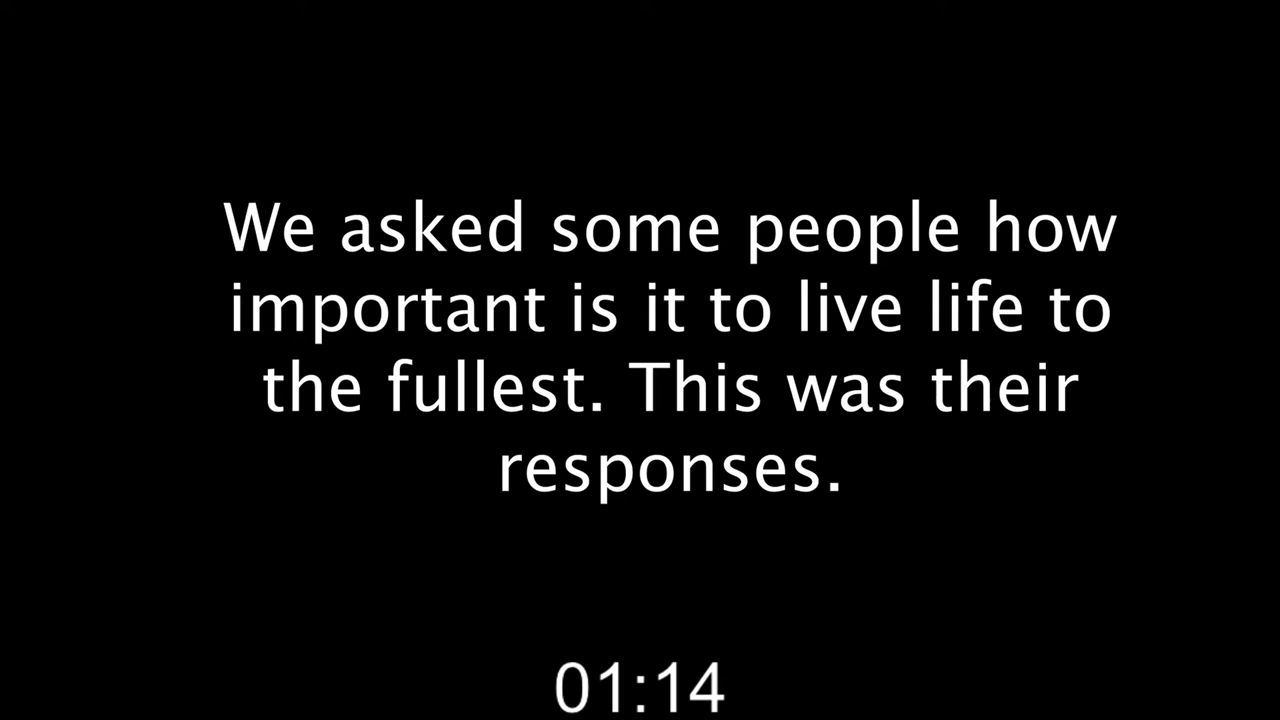 We asked some people how
important is it to live life to
the fullest. This was their
responses.
01:14